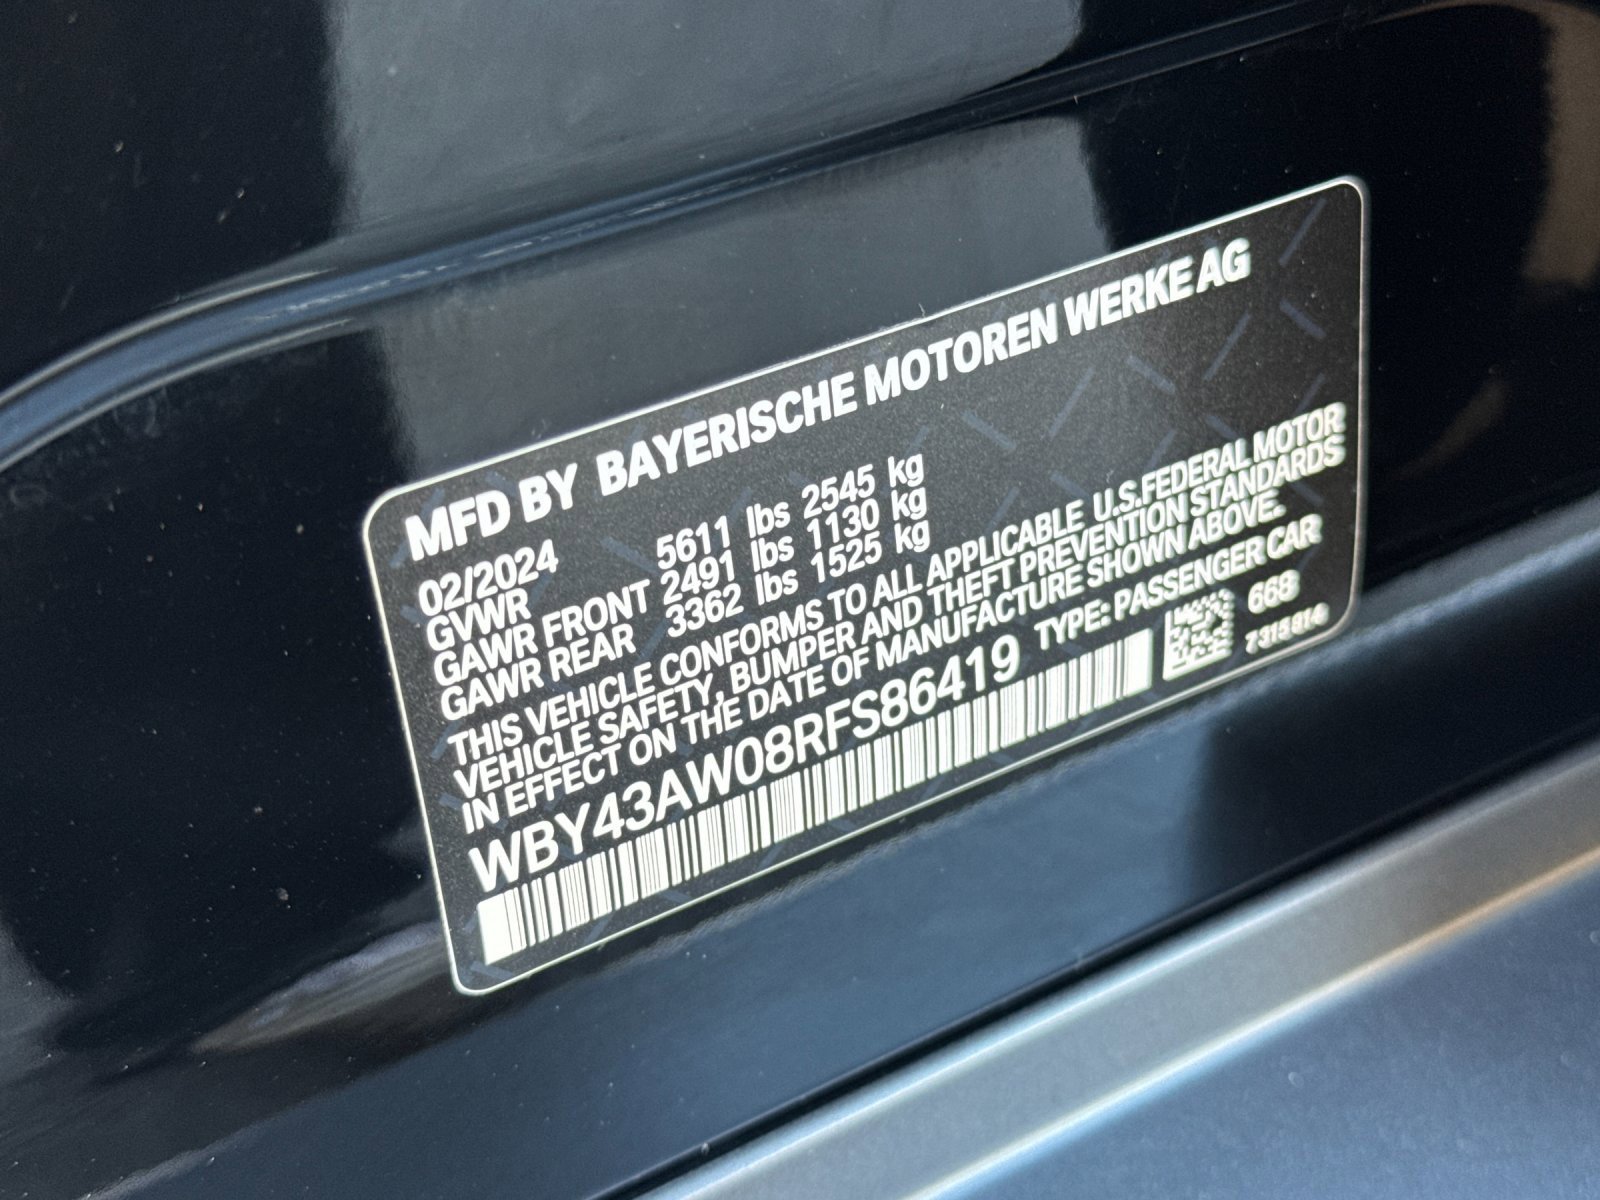 MFD BY BAYERISCHE MOTOREN WERKE AG
02/2024
GVWR 5611 lbs 2545 kg
GAWR FRONT 2491 lbs 1130 kg
GAWR REAR 3362 lbs 1525 kg
THIS VEHICLE CONFORMS TO ALL APPLICABLE U.S.FEDERAL MOTOR
VEHICLE SAFETY, BUMPER AND THEFT PREVENTION STANDARDS
IN EFFECT ON THE DATE OF MANUFACTURE SHOWN ABOVE.
WBY43AW08RFS86419 TYPE: PASSENGER CAR
668